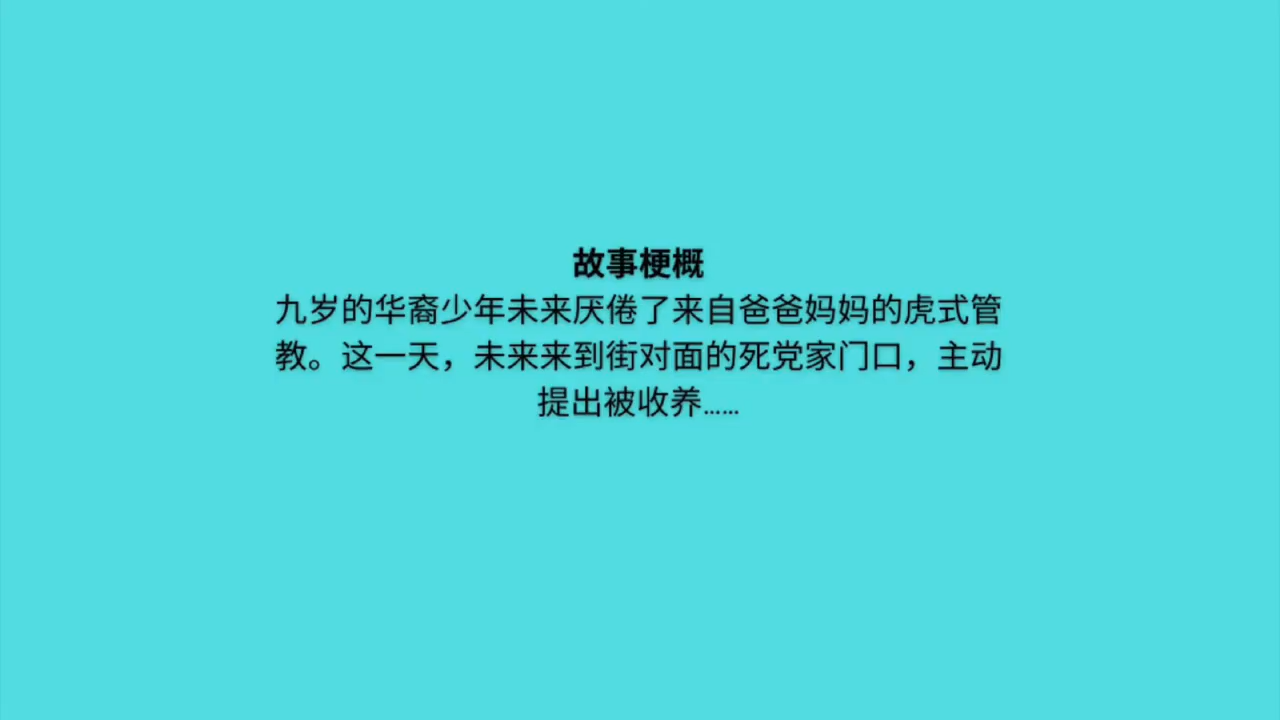 故事梗概
九岁的华裔少年未来厌倦了来自爸爸妈妈的虎式管
教。这一天，未来来到街对面的死党家门口，主动
提出被收养……